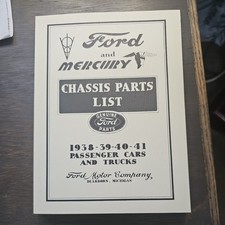 V8
Ford
and
MERCURY
CHASSIS PARTS
LIST
GENUINE
Ford
PARTS
1938-39-40-41
PASSENGER CARS
AND TRUCKS
Ford Motor Company,
DEARBORN, MICHIGAN